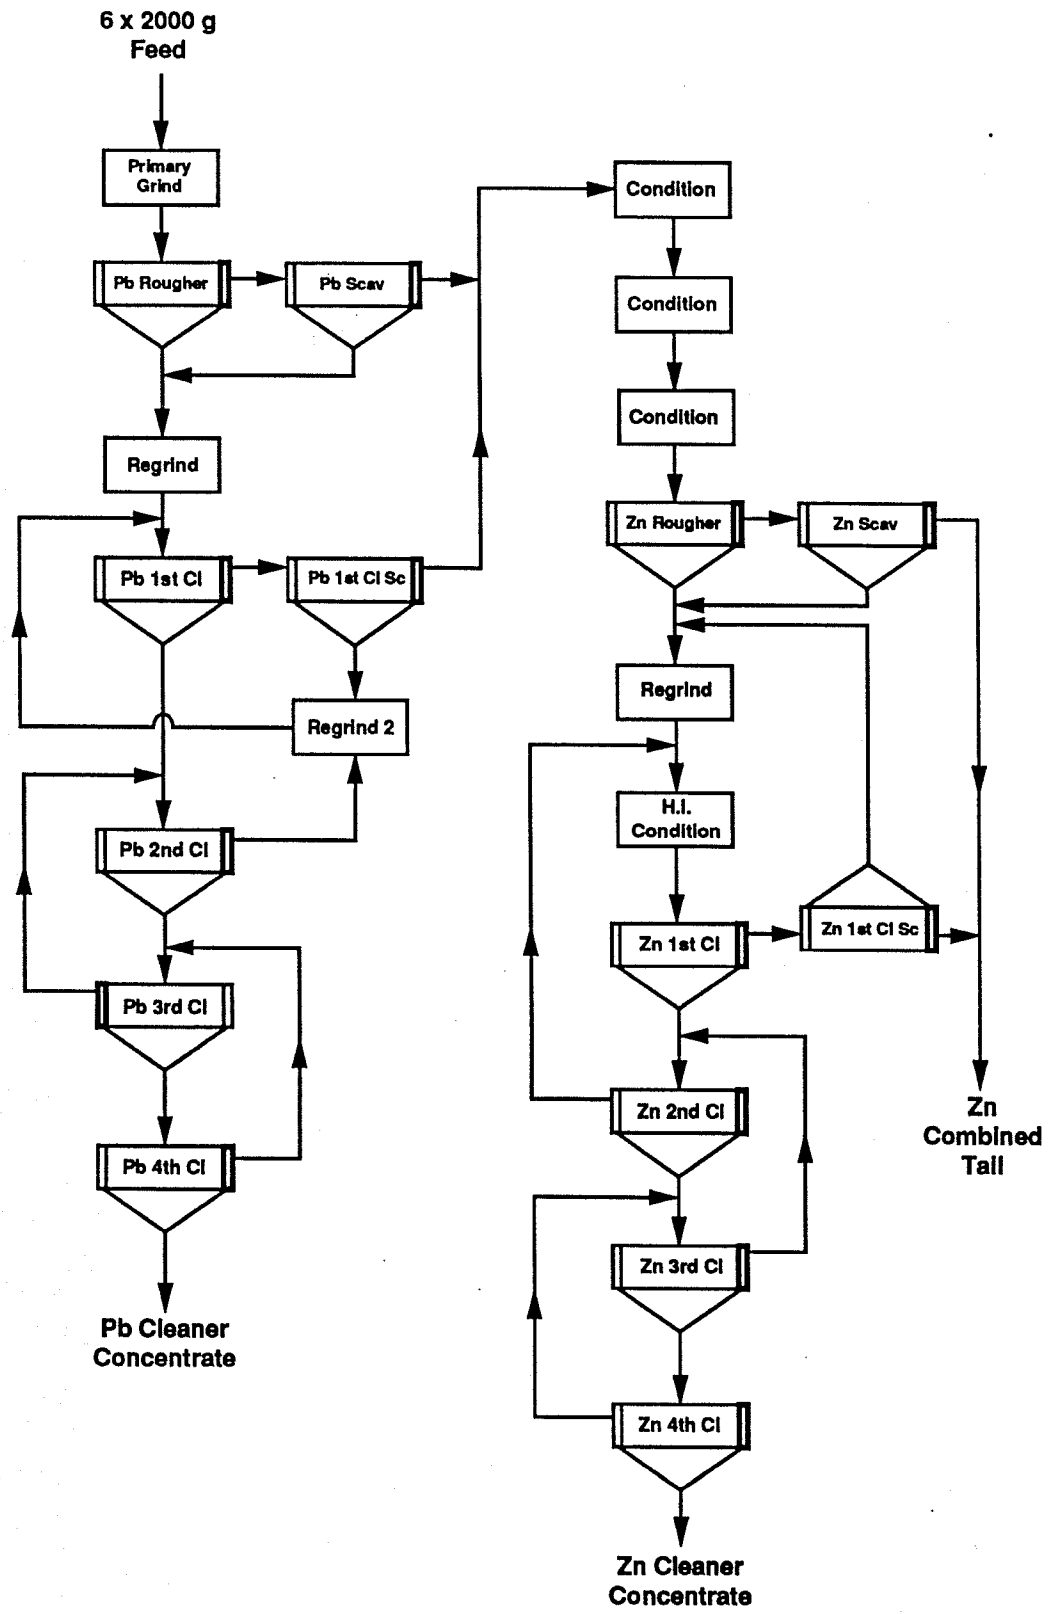 6 x 2000 g
Feed
Primary
Grind
Pb Rougher
Pb Scav
Regrind
Pb 1st Cl
Pb 1st Cl Sc
Regrind 2
Pb 2nd Cl
Pb 3rd Cl
Pb 4th Cl
Pb Cleaner
Concentrate
Condition
Condition
Condition
Zn Rougher
Zn Scav
Regrind
H.I.
Condition
Zn 1st Cl
Zn 1st Cl Sc
Zn 2nd Cl
Zn
Combined
Tail
Zn 3rd Cl
Zn 4th Cl
Zn Cleaner
Concentrate